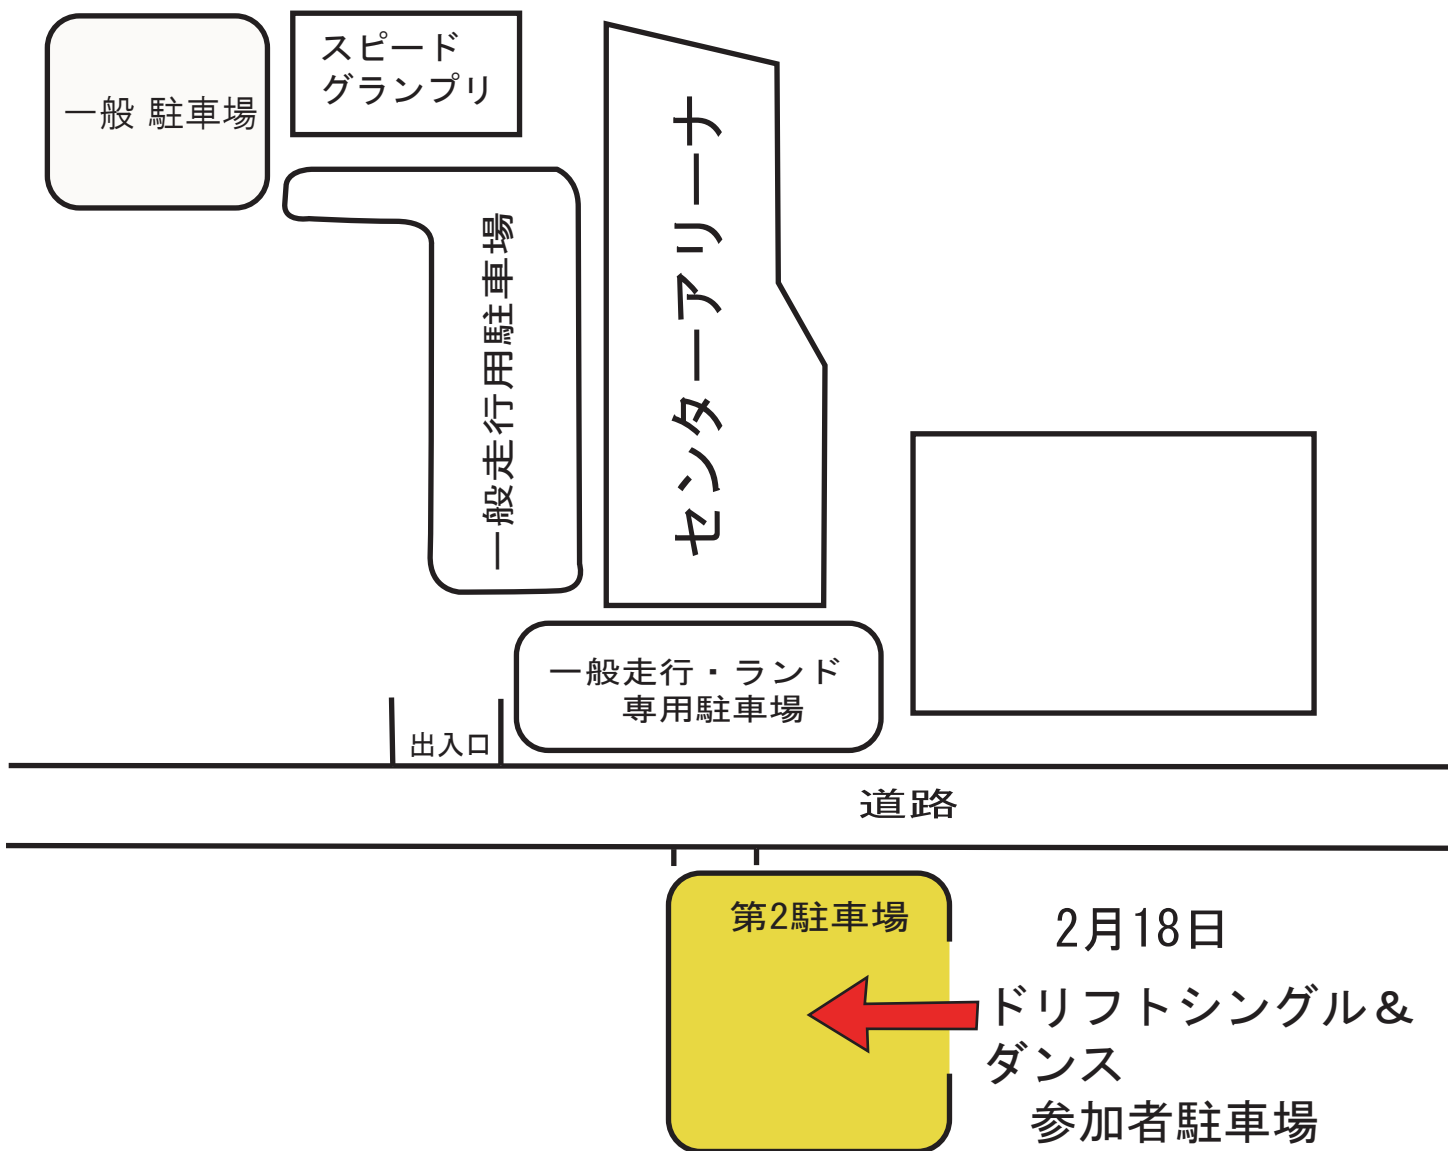 スピード
グランプリ
一般 駐車場
センターアリーナ
一般走行用駐車場
一般走行・ランド
専用駐車場
出入口
道路
第2駐車場
2月18日
ドリフトシングル＆
ダンス
参加者駐車場